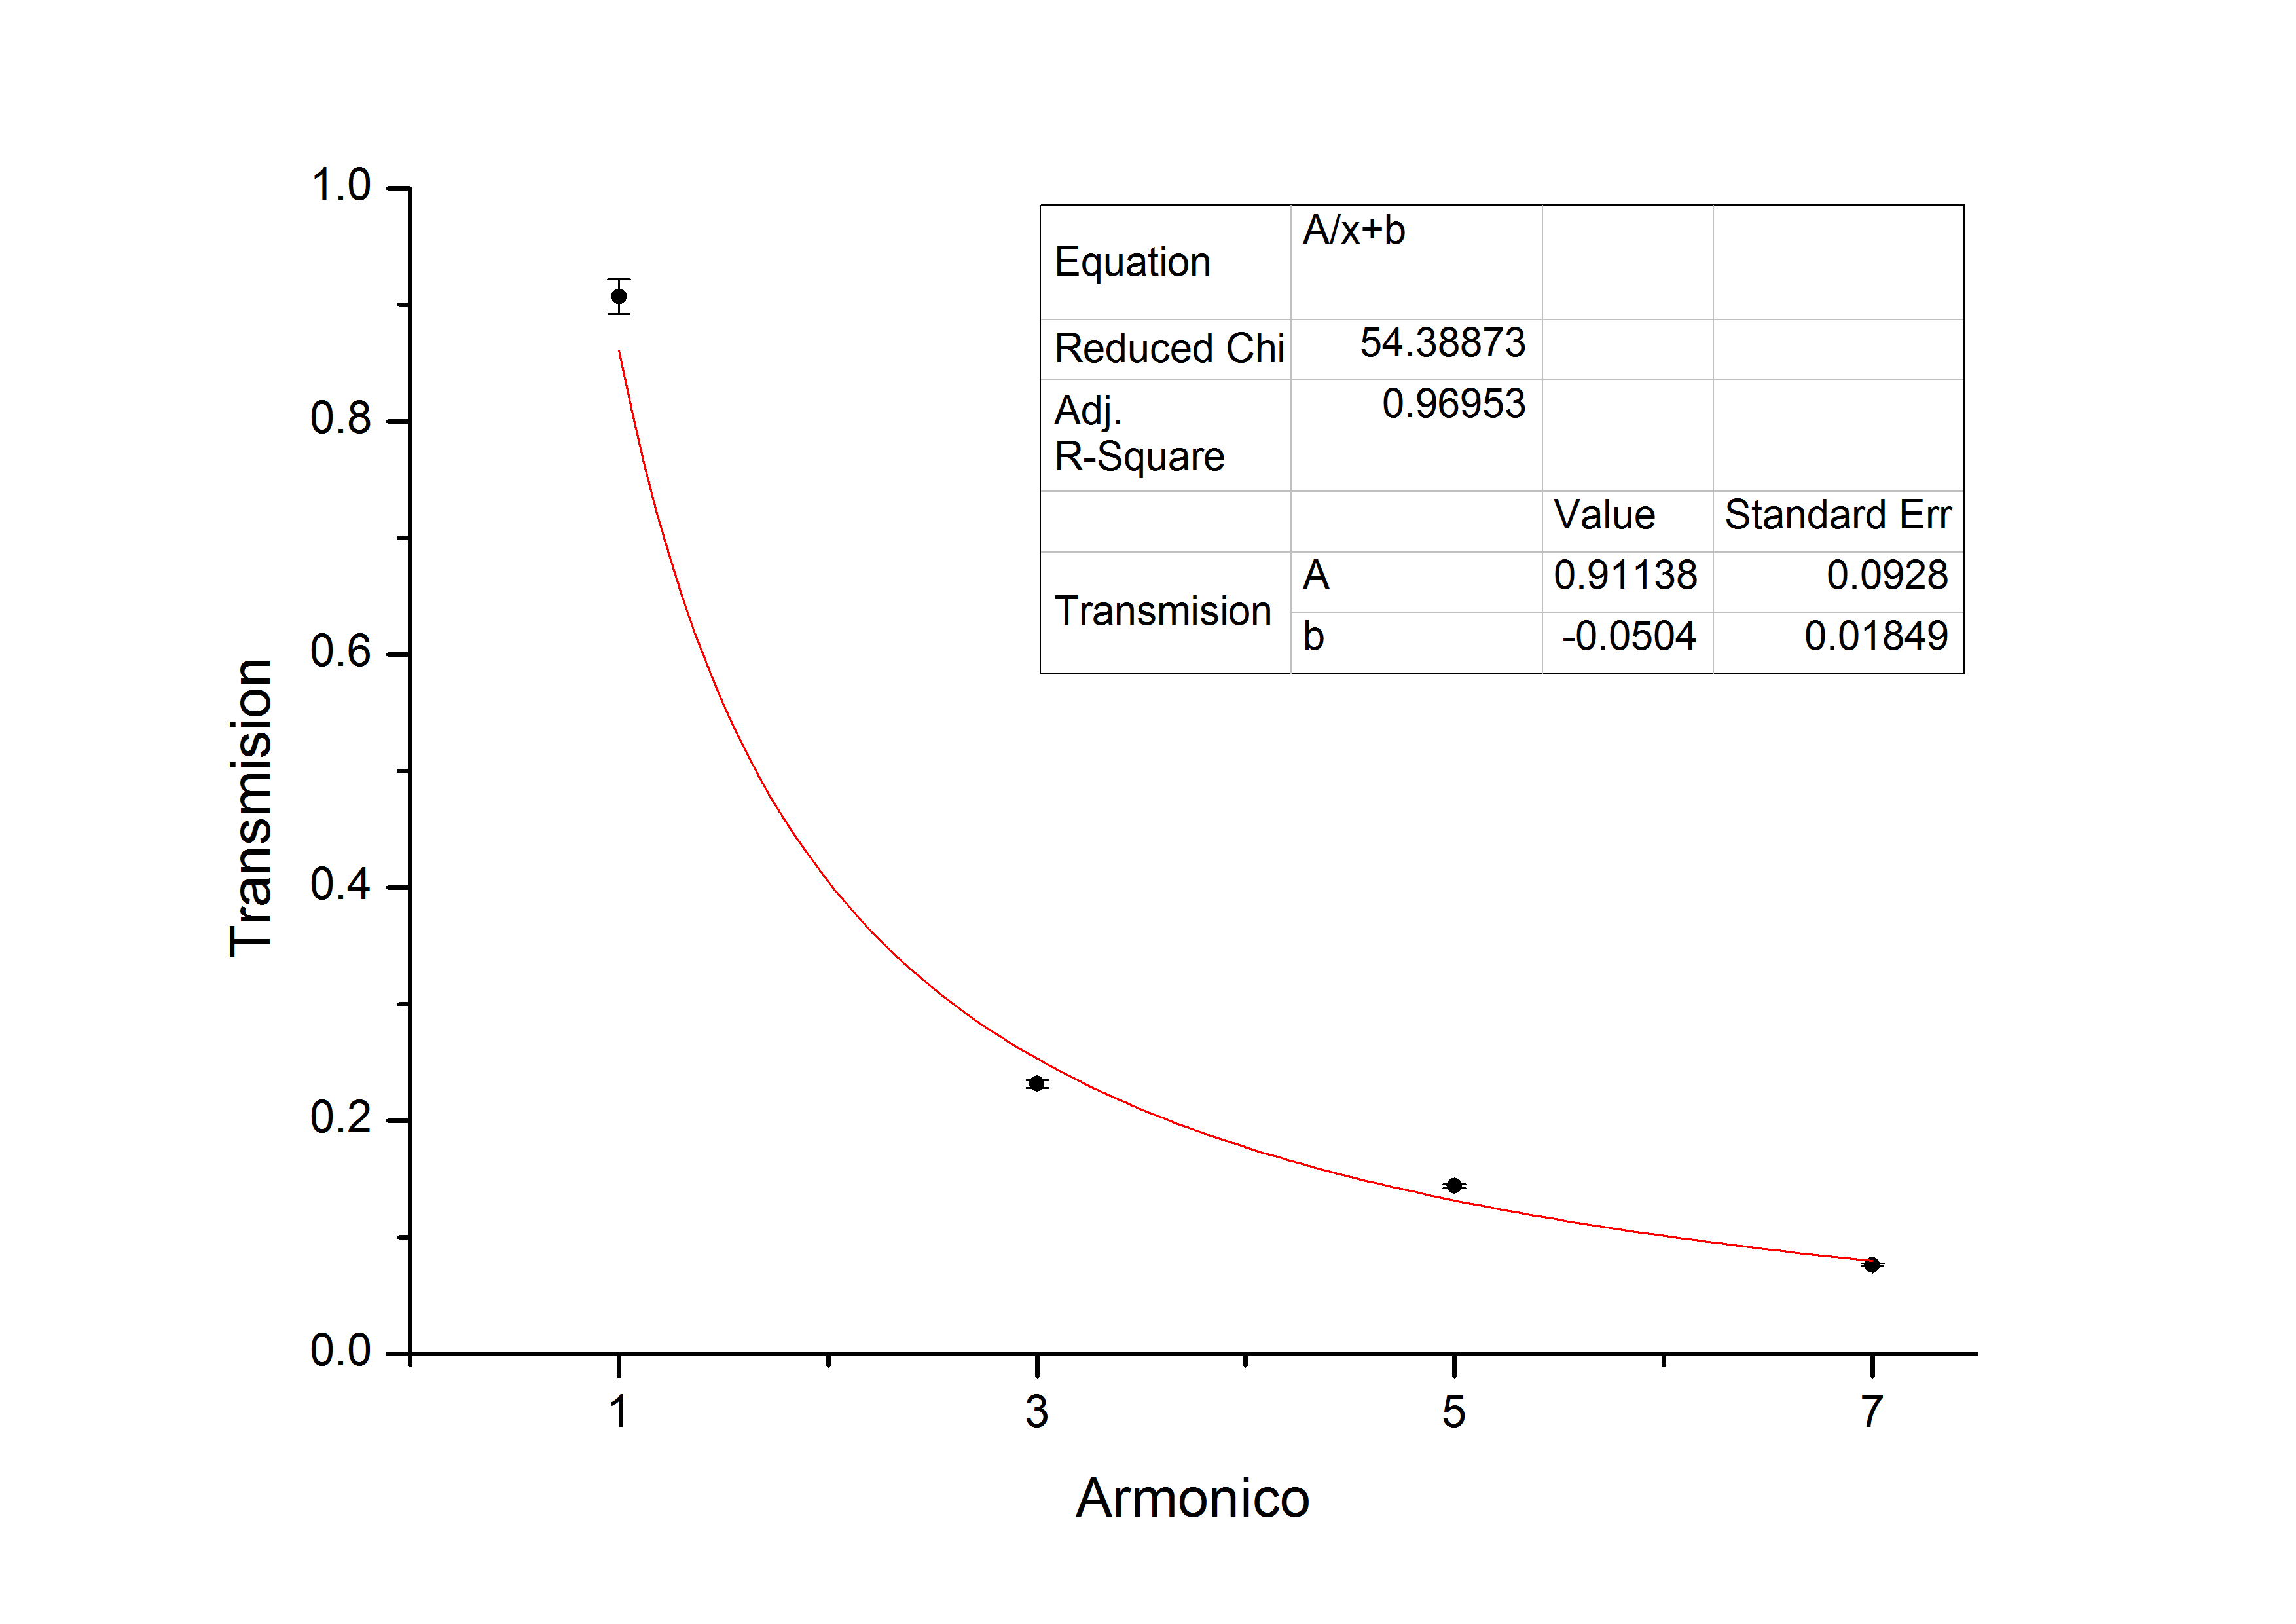 1.0
0.8
0.6
0.4
0.2
0.0
Transmision
1 3 5 7
Armonico
Equation A/x+b
Reduced Chi 54.38873
Adj. 0.96953
R-Square
Value Standard Err
Transmision A 0.91138 0.0928
b -0.0504 0.01849